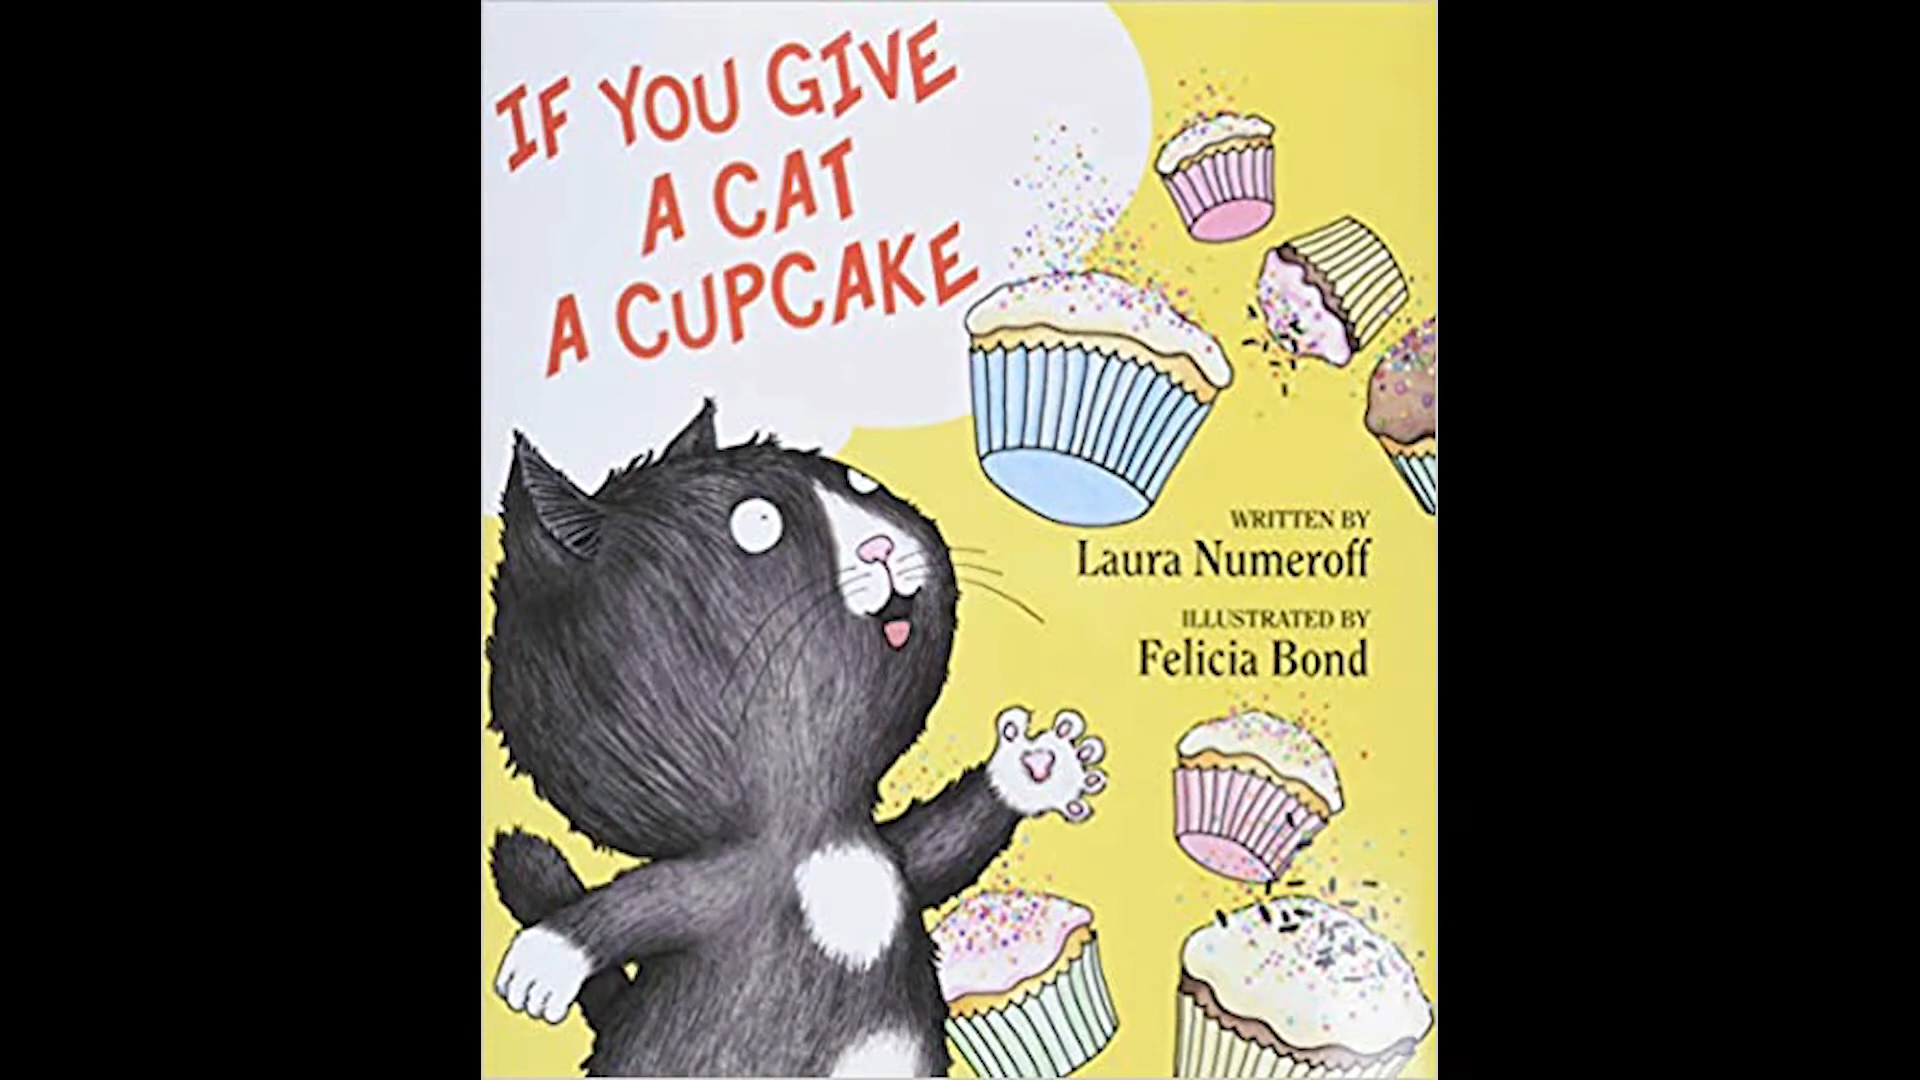 IF YOU GIVE
A CAT
A CUPCAKE
WRITTEN BY
Laura Numeroff
ILLUSTRATED BY
Felicia Bond